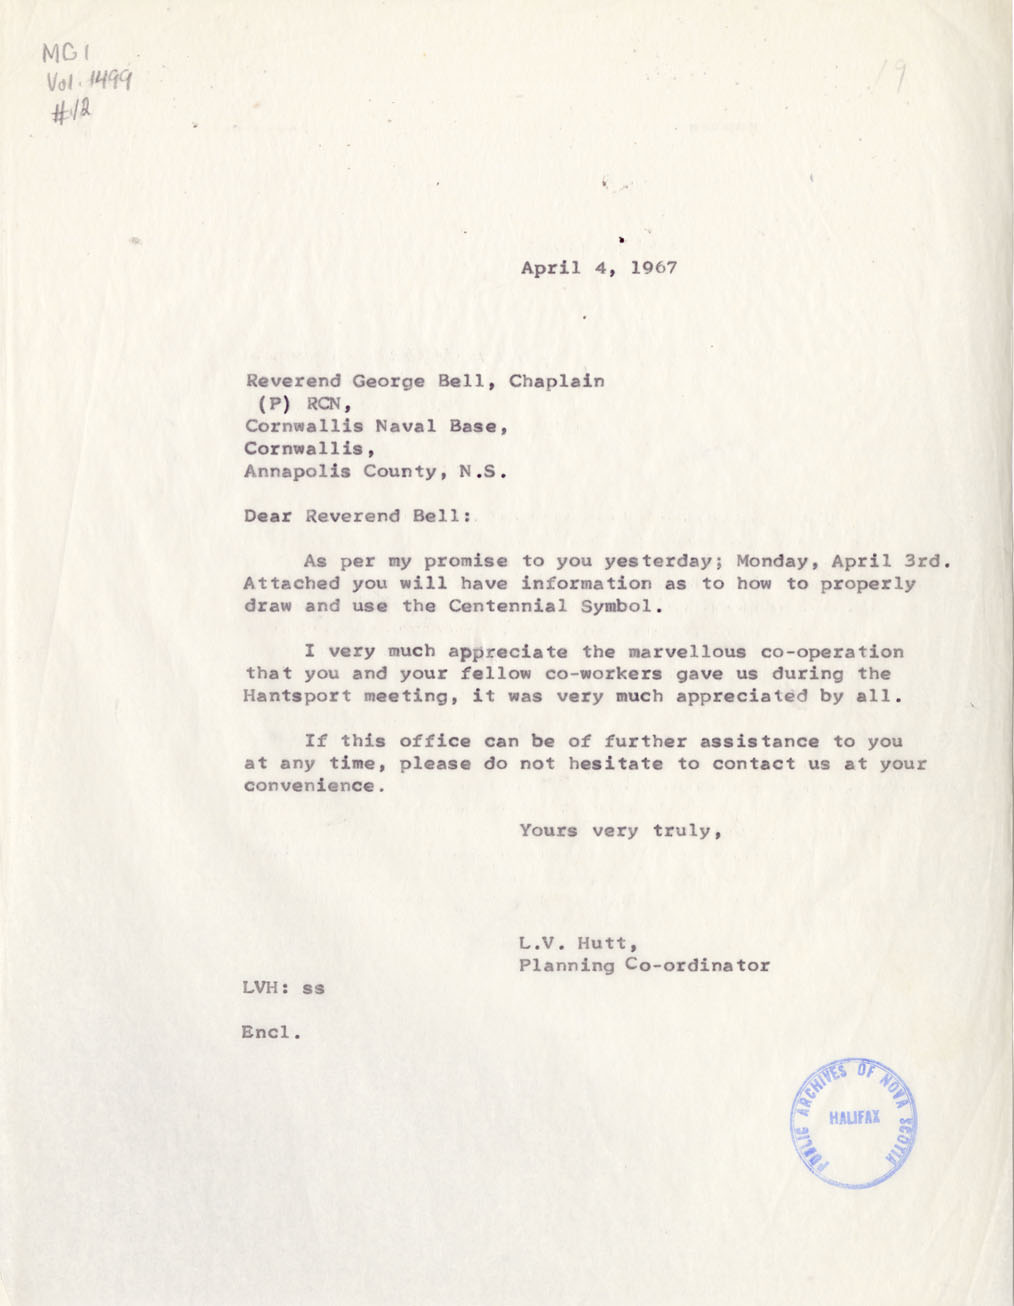 MG 1
Vol. 1499
#12
19
April 4, 1967
Reverend George Bell, Chaplain
(P) RCN,
Cornwallis Naval Base,
Cornwallis,
Annapolis County, N.S.
Dear Reverend Bell:
As per my promise to you yesterday; Monday, April 3rd.
Attached you will have information as to how to properly
draw and use the Centennial Symbol.
I very much appreciate the marvellous co-operation
that you and your fellow co-workers gave us during the
Hantsport meeting, it was very much appreciated by all.
If this office can be of further assistance to you
at any time, please do not hesitate to contact us at your
convenience.
Yours very truly,
L.V. Hutt,
Planning Co-ordinator
LVH: ss
Encl.
PUBLIC ARCHIVES OF NOVA SCOTIA
HALIFAX